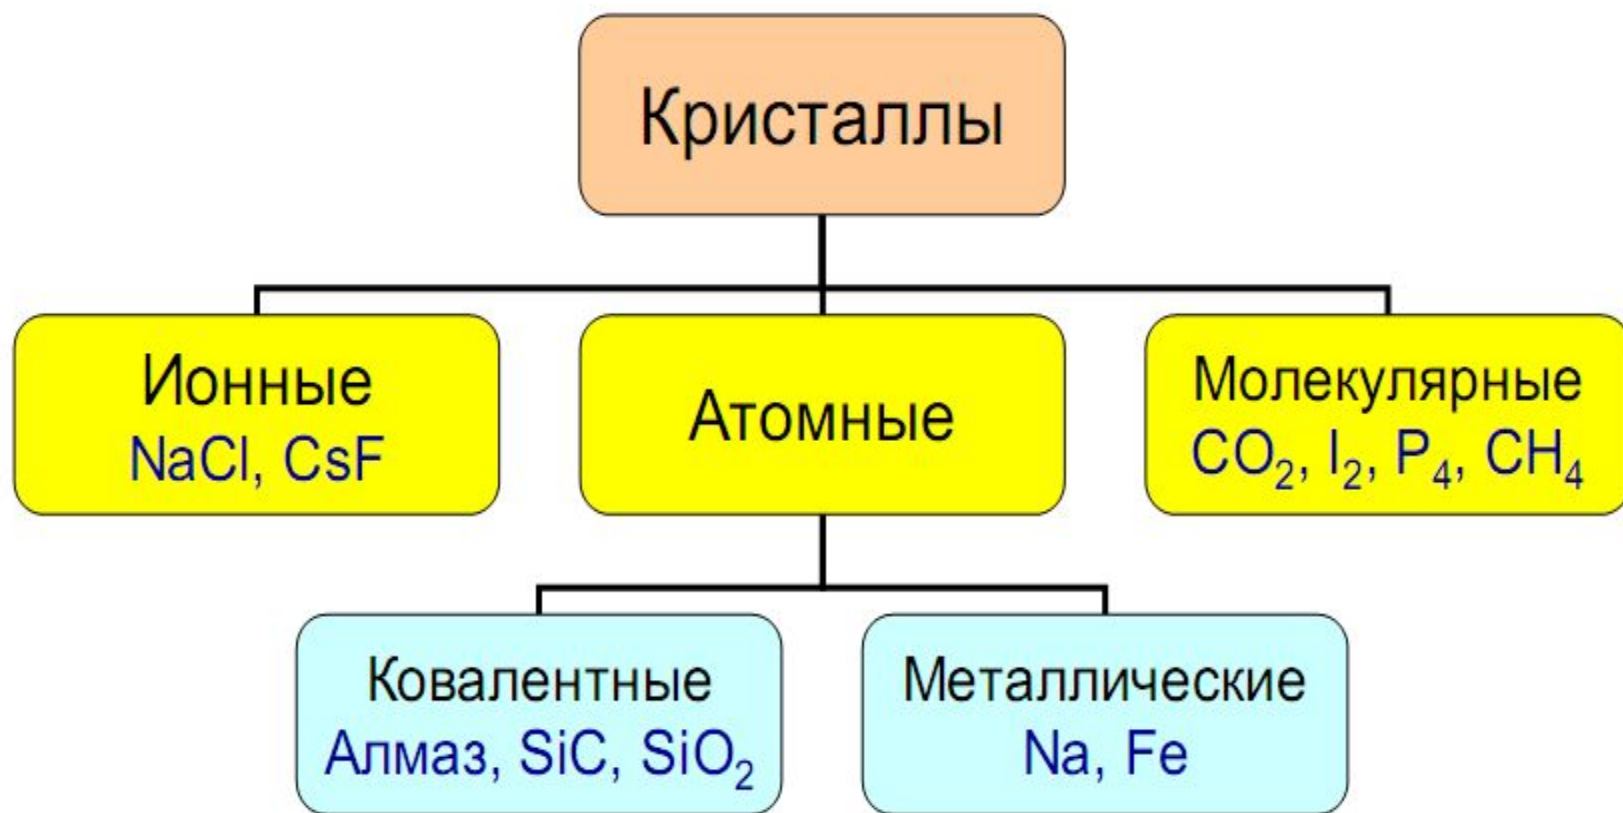 Кристаллы
Ионные
NaCl, CsF
Атомные
Молекулярные
CO₂, I₂, P₄, CH₄
Ковалентные
Алмаз, SiC, SiO₂
Металлические
Na, Fe